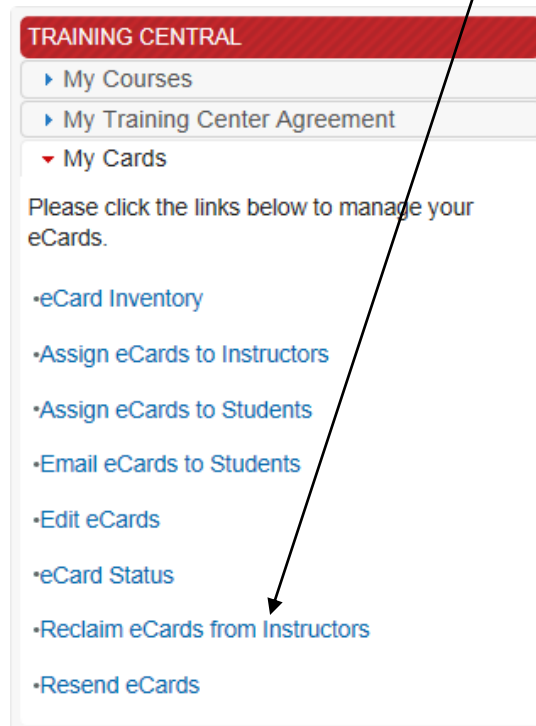 TRAINING CENTRAL
My Courses
My Training Center Agreement
My Cards
Please click the links below to manage your
eCards.
•eCard Inventory
•Assign eCards to Instructors
•Assign eCards to Students
•Email eCards to Students
•Edit eCards
•eCard Status
•Reclaim eCards from Instructors
•Resend eCards